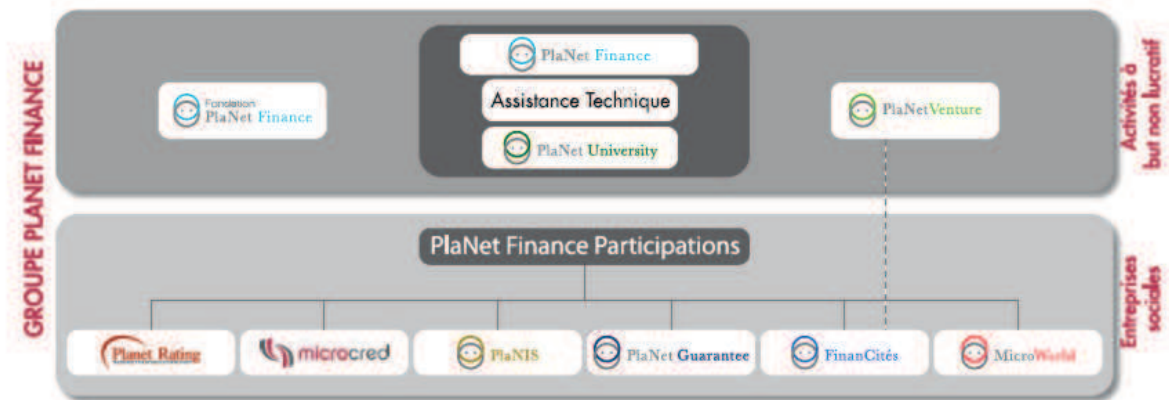 GROUPE PLANET FINANCE
PlaNet Finance
Fondation
PlaNet Finance
Assistance Technique
PlaNet University
PlaNetVenture
Activités à
but non lucratif
PlaNet Finance Participations
Planet Rating
microcred
PlaNIS
PlaNet Guarantee
FinanCités
MicroWorld
Entreprises
sociales